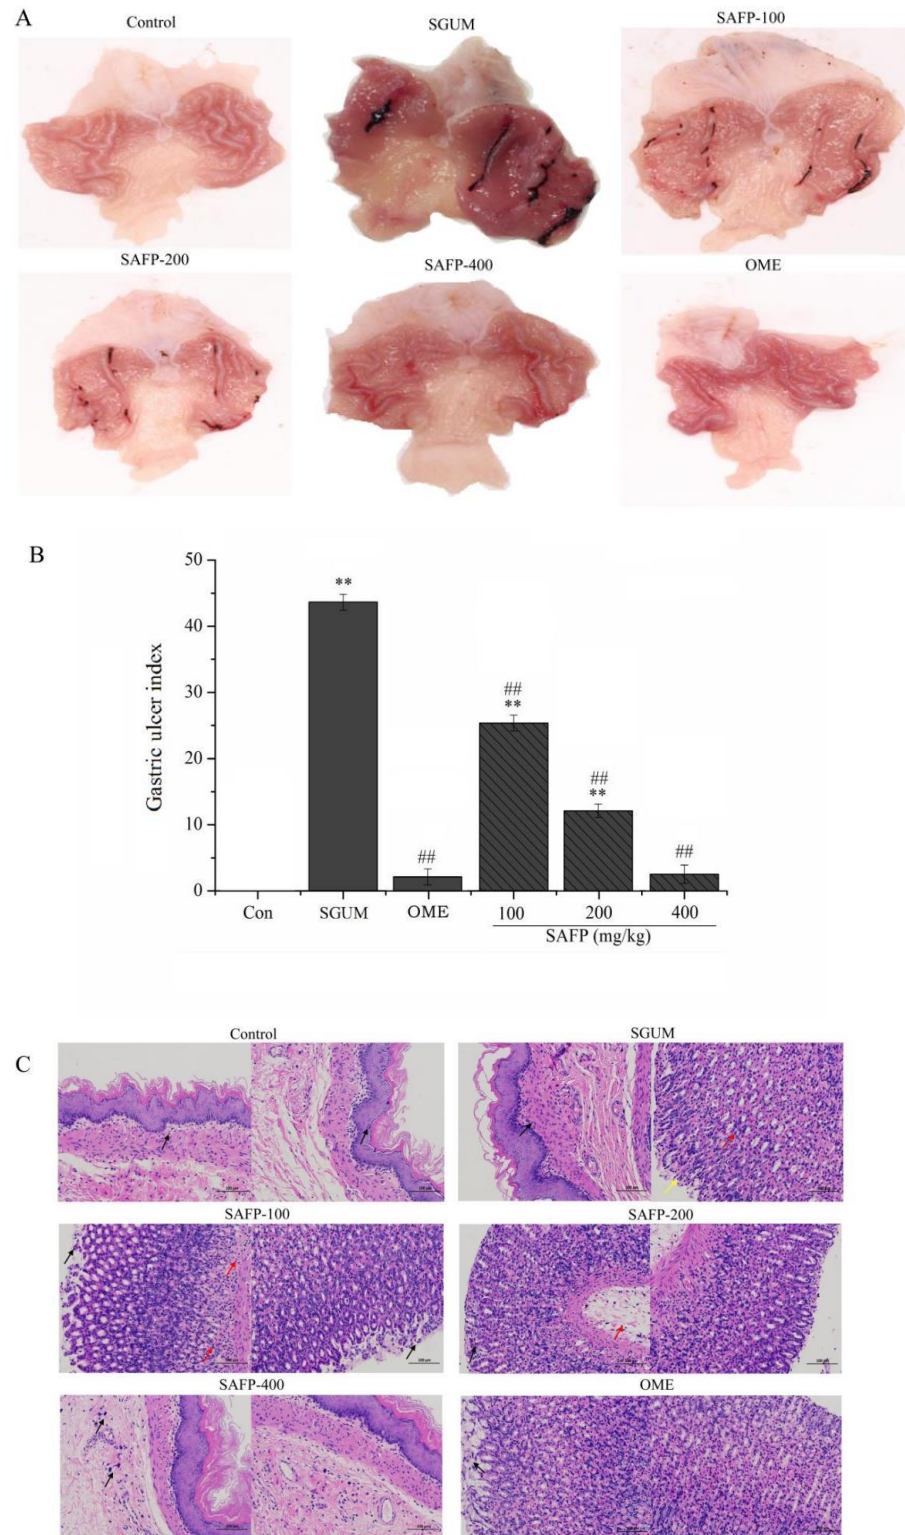 A
Control
SGUM
SAFP-100
SAFP-200
SAFP-400
OME
B
50
40
30
20
10
0
Gastric ulcer index
**
##
##
**
##
**
##
Con
SGUM
OME
100
200
400
SAFP (mg/kg)
C
Control
SGUM
SAFP-100
SAFP-200
SAFP-400
OME